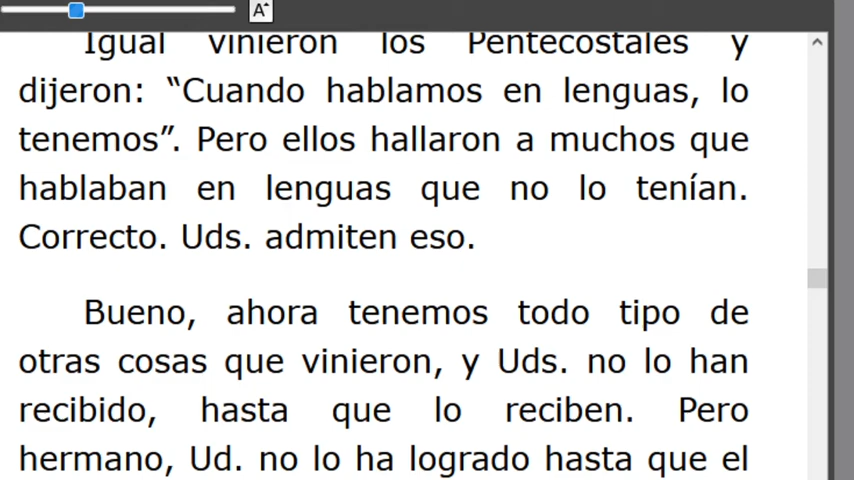 A
Igual vinieron los Pentecostales y
dijeron: “Cuando hablamos en lenguas, lo
tenemos”. Pero ellos hallaron a muchos que
hablaban en lenguas que no lo tenían.
Correcto. Uds. admiten eso.
Bueno, ahora tenemos todo tipo de
otras cosas que vinieron, y Uds. no lo han
recibido, hasta que lo reciben. Pero
hermano, Ud. no lo ha logrado hasta que el